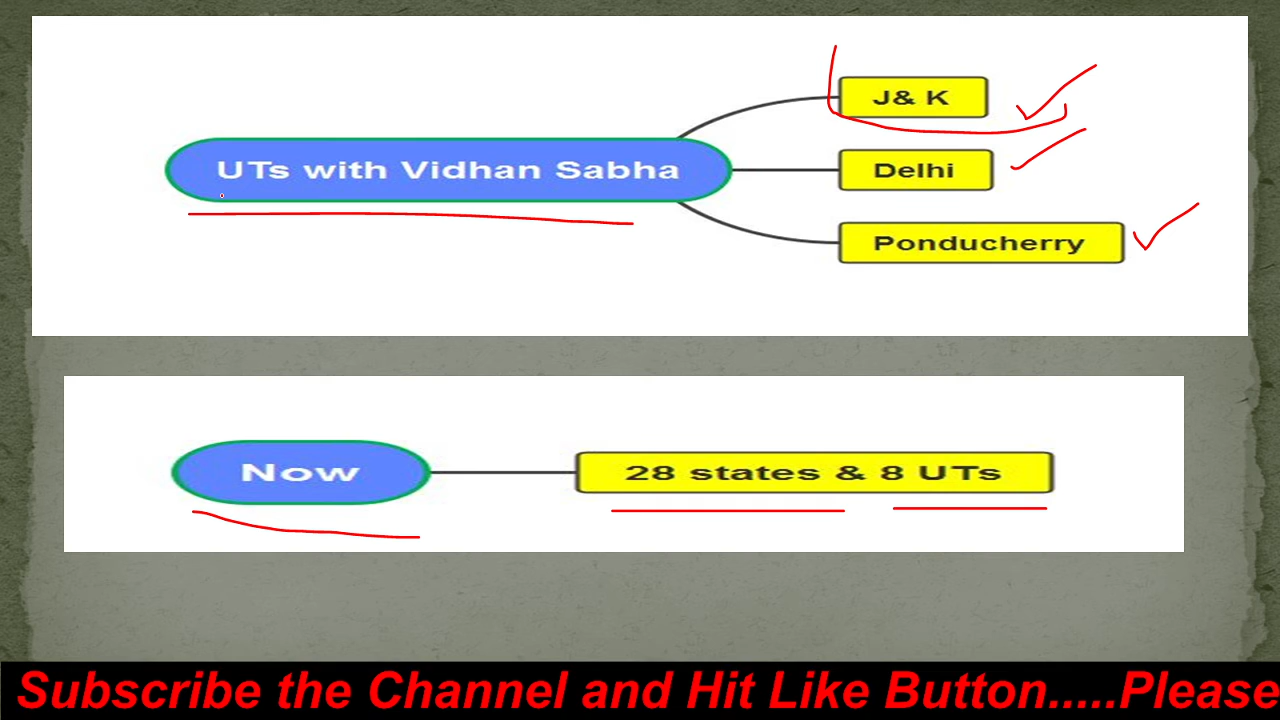 J& K
UTs with Vidhan Sabha
Delhi
Ponducherry
Now
28 states & 8 UTs
Subscribe the Channel and Hit Like Button.....Please